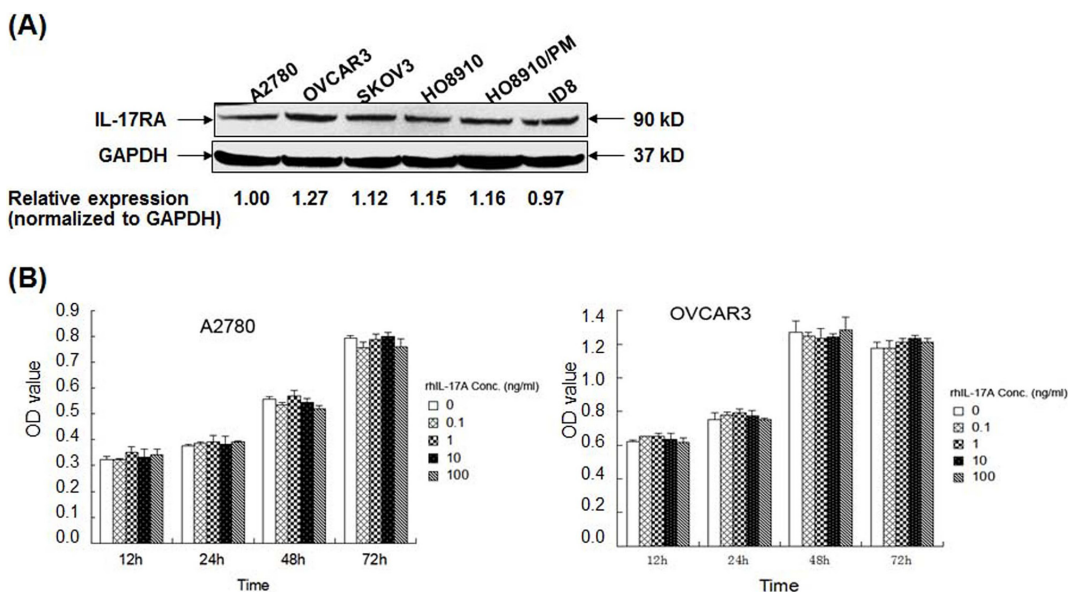 (A)
A2780 OVCAR3 SKOV3 HO8910 HO8910/PM ID8
IL-17RA 90 kD
GAPDH 37 kD
Relative expression 1.00 1.27 1.12 1.15 1.16 0.97
(normalized to GAPDH)
(B)
A2780
OD value
0.9
0.8
0.7
0.6
0.5
0.4
0.3
0.2
0.1
0.0
12h 24h 48h 72h
Time
rhIL-17A Conc. (ng/ml)
0
0.1
1
10
100
OVCAR3
OD value
1.4
1.2
1.0
0.8
0.6
0.4
0.2
0.0
12h 24h 48h 72h
Time
rhIL-17A Conc. (ng/ml)
0
0.1
1
10
100